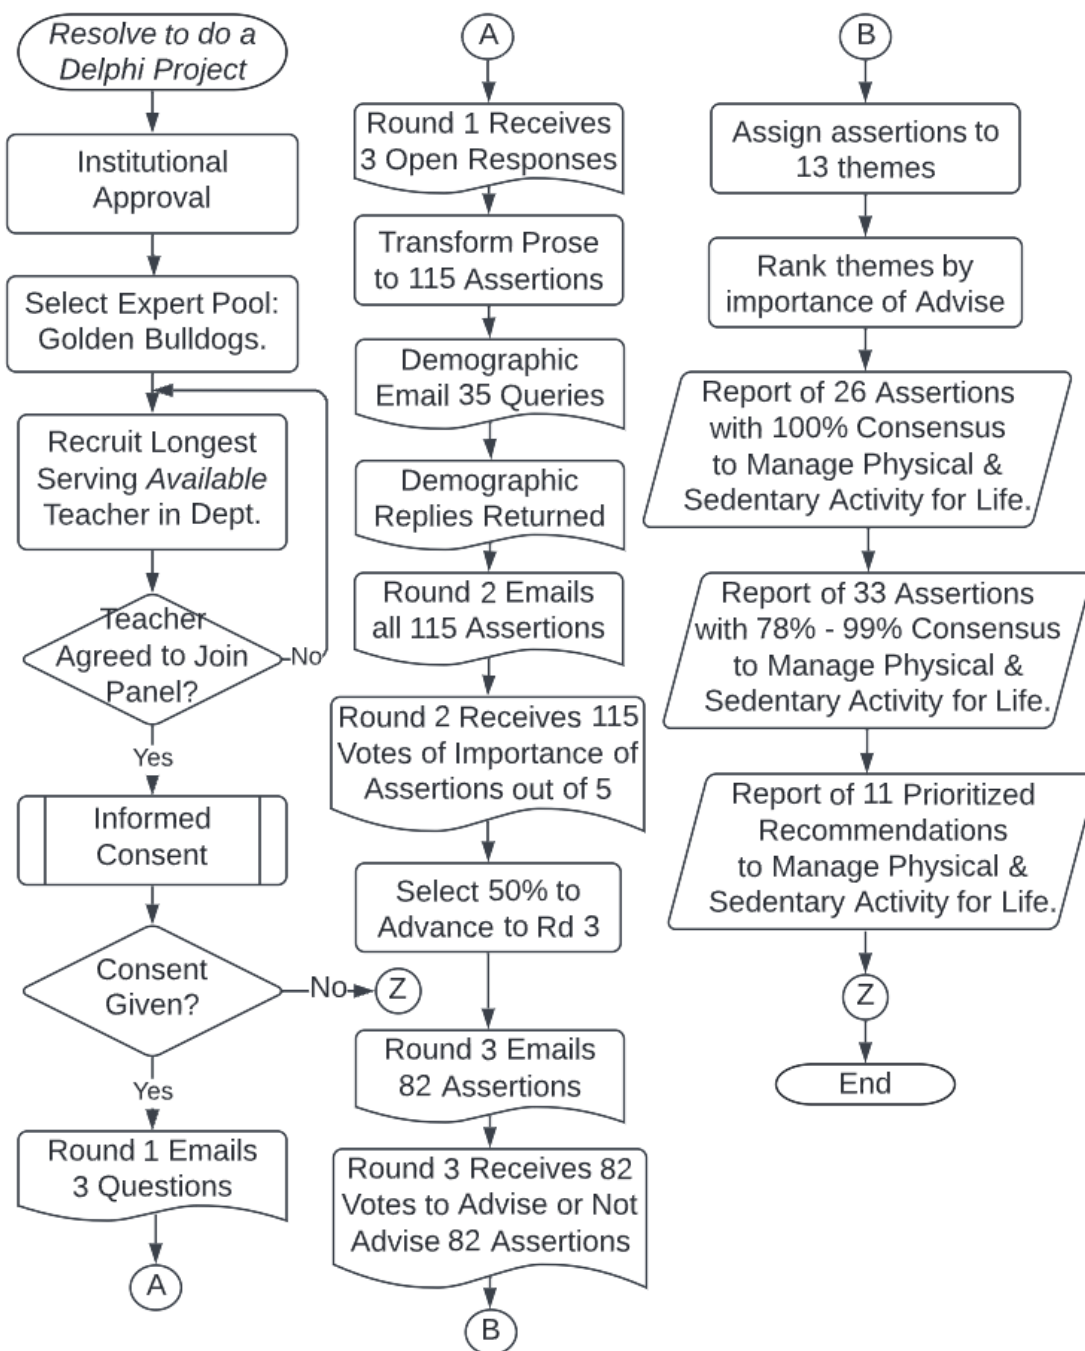 Resolve to do a
Delphi Project
Institutional
Approval
Select Expert Pool:
Golden Bulldogs.
Recruit Longest
Serving Available
Teacher in Dept.
Teacher
Agreed to Join
Panel?
No
Yes
Informed
Consent
Consent
Given?
No
Z
Yes
Round 1 Emails
3 Questions
A
A
Round 1 Receives
3 Open Responses
Transform Prose
to 115 Assertions
Demographic
Email 35 Queries
Demographic
Replies Returned
Round 2 Emails
all 115 Assertions
Round 2 Receives 115
Votes of Importance of
Assertions out of 5
Select 50% to
Advance to Rd 3
Round 3 Emails
82 Assertions
Round 3 Receives 82
Votes to Advise or Not
Advise 82 Assertions
B
B
Assign assertions to
13 themes
Rank themes by
importance of Advise
Report of 26 Assertions
with 100% Consensus
to Manage Physical &
Sedentary Activity for Life.
Report of 33 Assertions
with 78% - 99% Consensus
to Manage Physical &
Sedentary Activity for Life.
Report of 11 Prioritized
Recommendations
to Manage Physical &
Sedentary Activity for Life.
Z
End